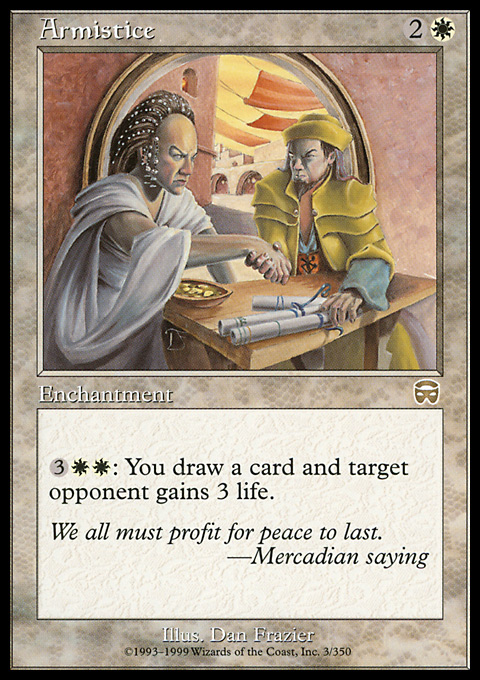 Armistice 2
Enchantment
3: You draw a card and target
opponent gains 3 life.
We all must profit for peace to last.
—Mercadian saying
Illus. Dan Frazier
©1993-1999 Wizards of the Coast, Inc. 3/350